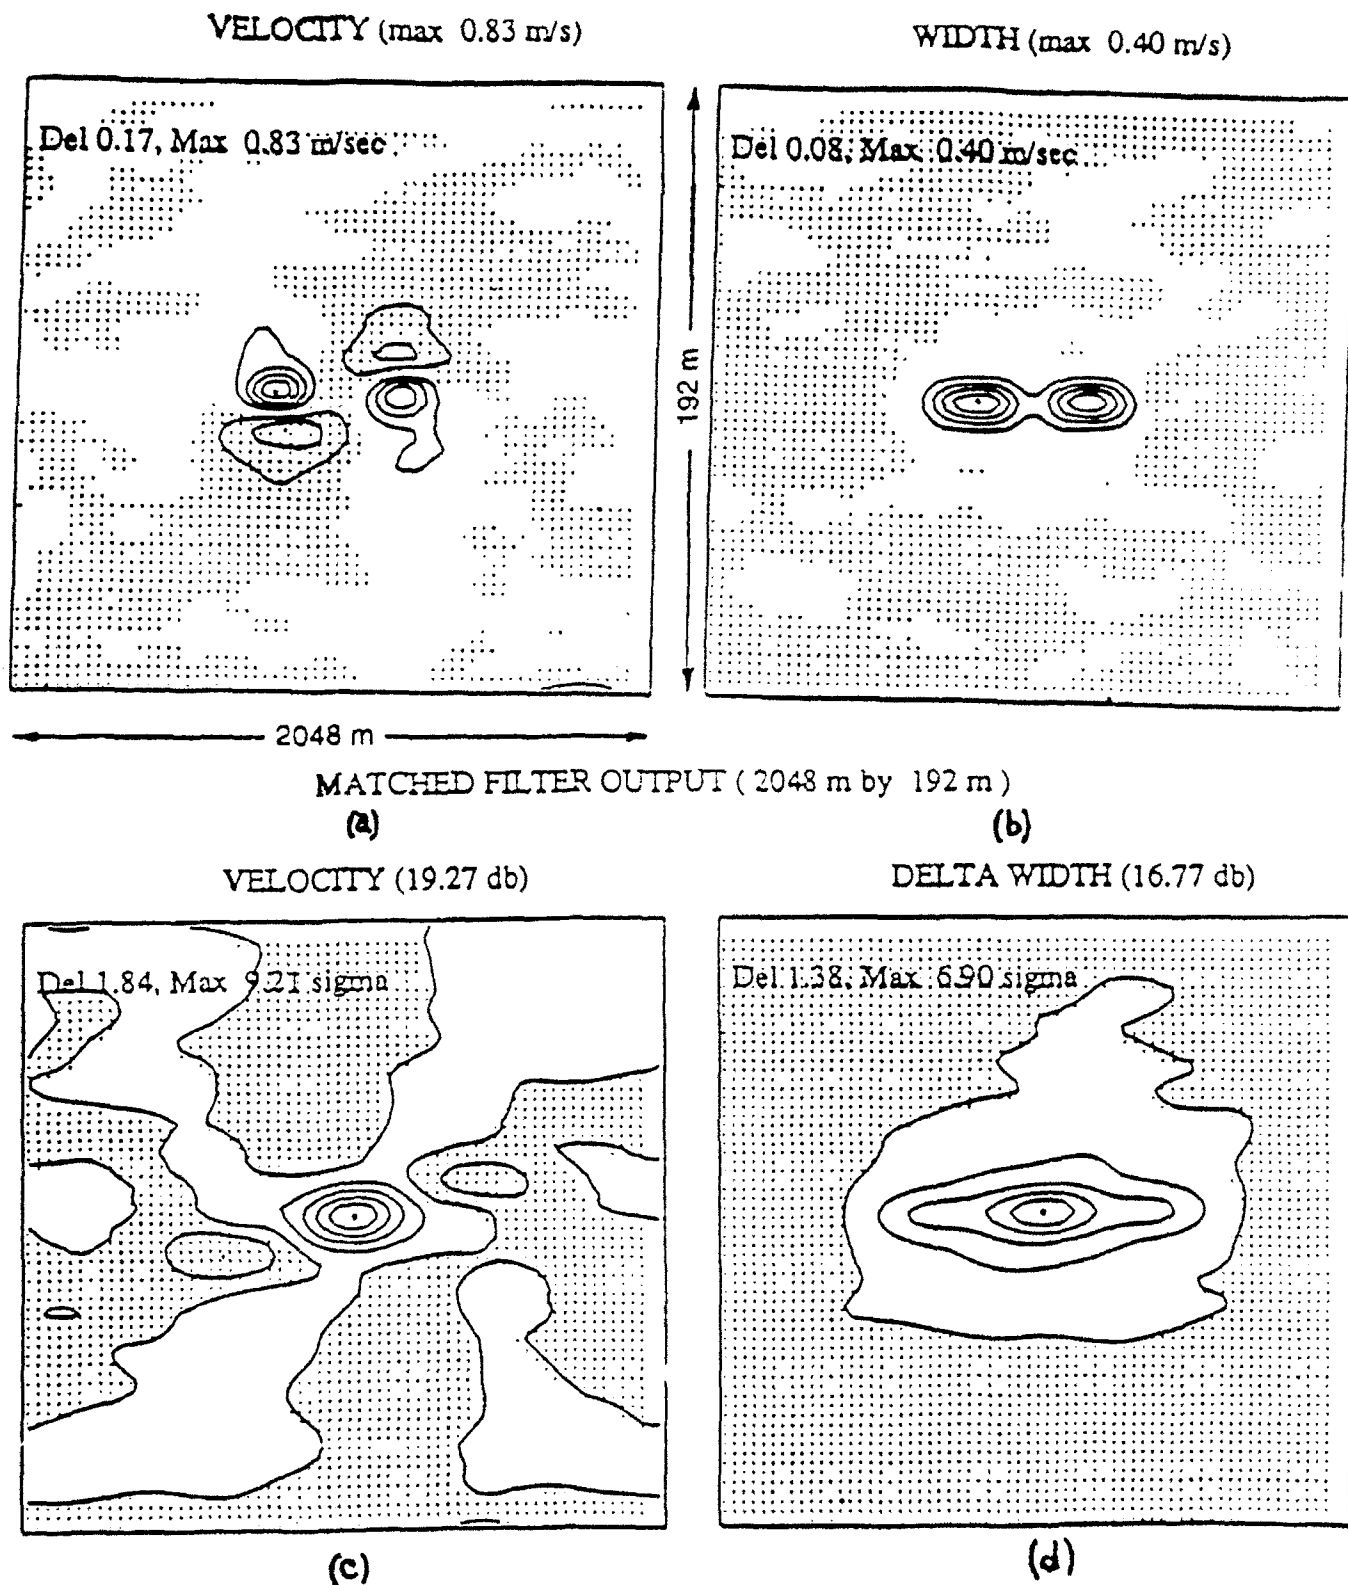 VELOCITY (max 0.83 m/s)
WIDTH (max 0.40 m/s)
Del 0.17, Max 0.83 m/sec
Del 0.08, Max 0.40 m/sec
192 m
2048 m
MATCHED FILTER OUTPUT ( 2048 m by 192 m )
(a)
(b)
VELOCITY (19.27 db)
DELTA WIDTH (16.77 db)
Del 1.84, Max 9.21 sigma
Del 1.38, Max 6.90 sigma
(c)
(d)